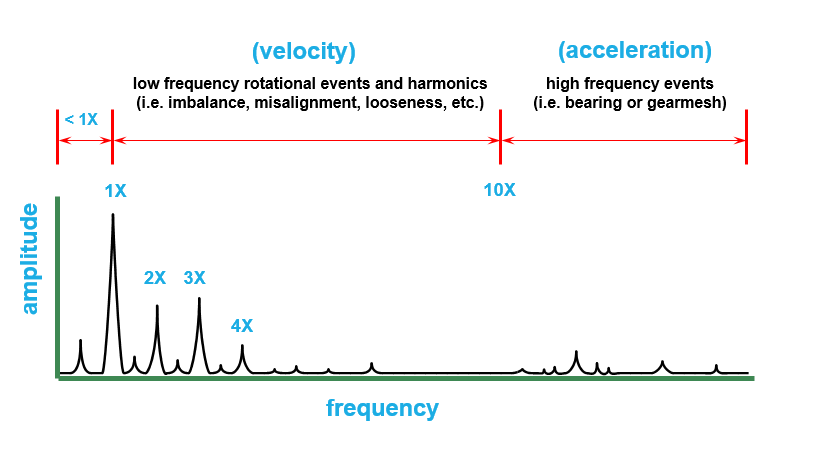 (velocity)
low frequency rotational events and harmonics
(i.e. imbalance, misalignment, looseness, etc.)
(acceleration)
high frequency events
(i.e. bearing or gearmesh)
< 1X
1X
10X
2X
3X
4X
amplitude
frequency